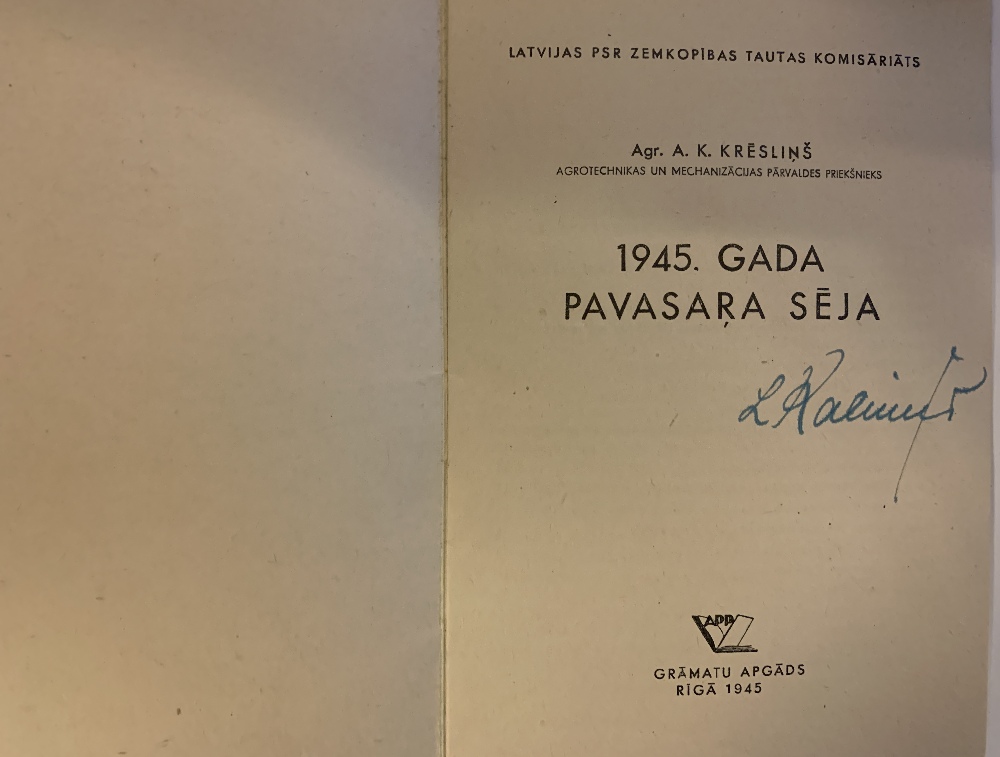 LATVIJAS PSR ZEMKOPĪBAS TAUTAS KOMISĀRIĀTS
Agr. A. K. KRĒSLIŅŠ
AGROTECHNIKAS UN MECHANIZĀCIJAS PĀRVALDES PRIEKŠNIEKS
1945. GADA
PAVASAŖA SĒJA
APP
GRĀMATU APGĀDS
RĪGĀ 1945